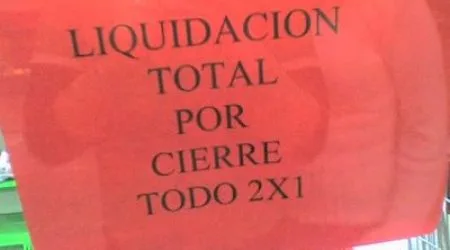 LIQUIDACION
TOTAL
POR
CIERRE
TODO 2X1